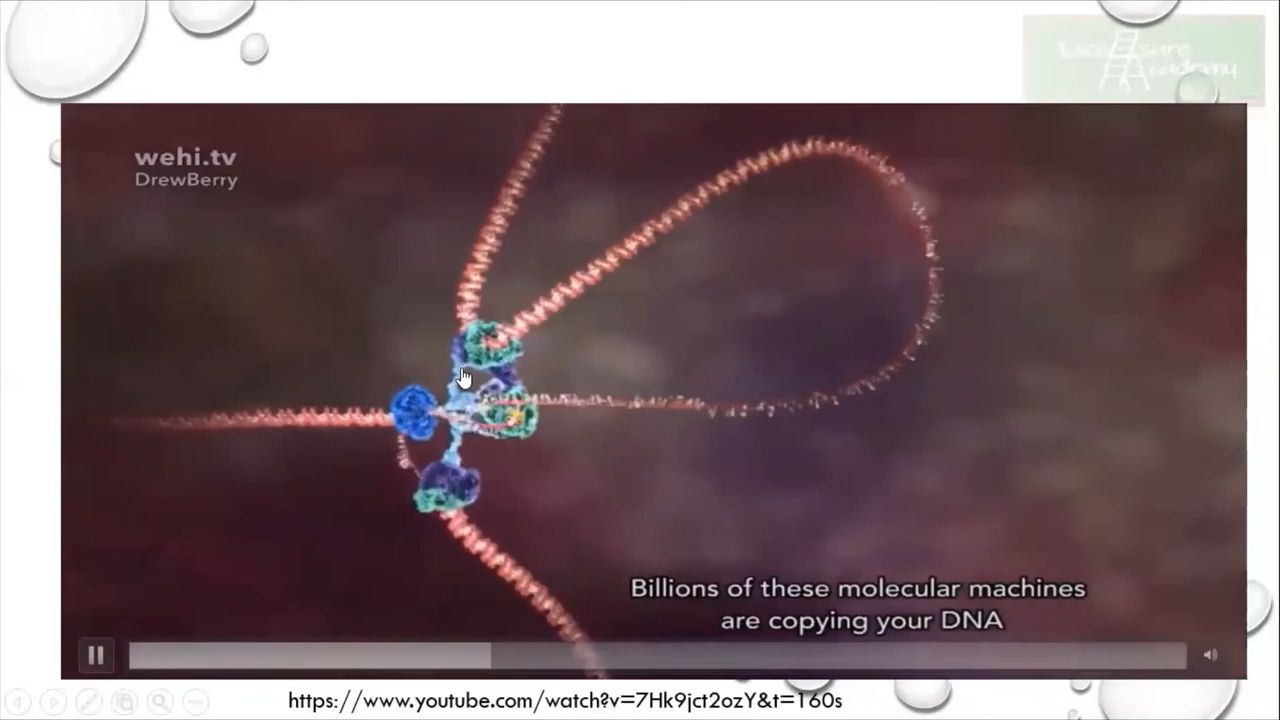 wehi.tv
DrewBerry
Billions of these molecular machines
are copying your DNA
https://www.youtube.com/watch?v=7Hk9jct2ozY&t=160s